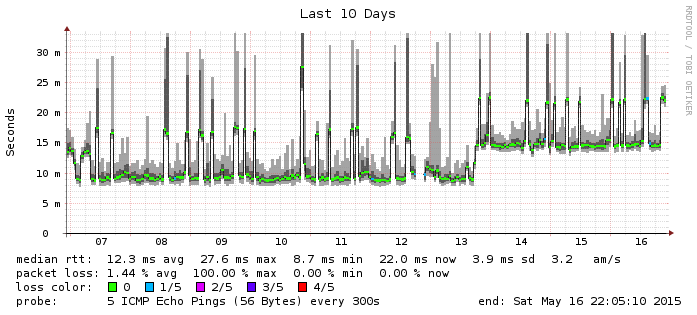 Last 10 Days
RRDTOOL / TOBI OETIKER
Seconds
30 m
25 m
20 m
15 m
10 m
5 m
0
07 08 09 10 11 12 13 14 15 16
median rtt: 12.3 ms avg 27.6 ms max 8.7 ms min 22.0 ms now 3.9 ms sd 3.2 am/s
packet loss: 1.44 % avg 100.00 % max 0.00 % min 0.00 % now
loss color: 0 1/5 2/5 3/5 4/5
probe: 5 ICMP Echo Pings (56 Bytes) every 300s end: Sat May 16 22:05:10 2015